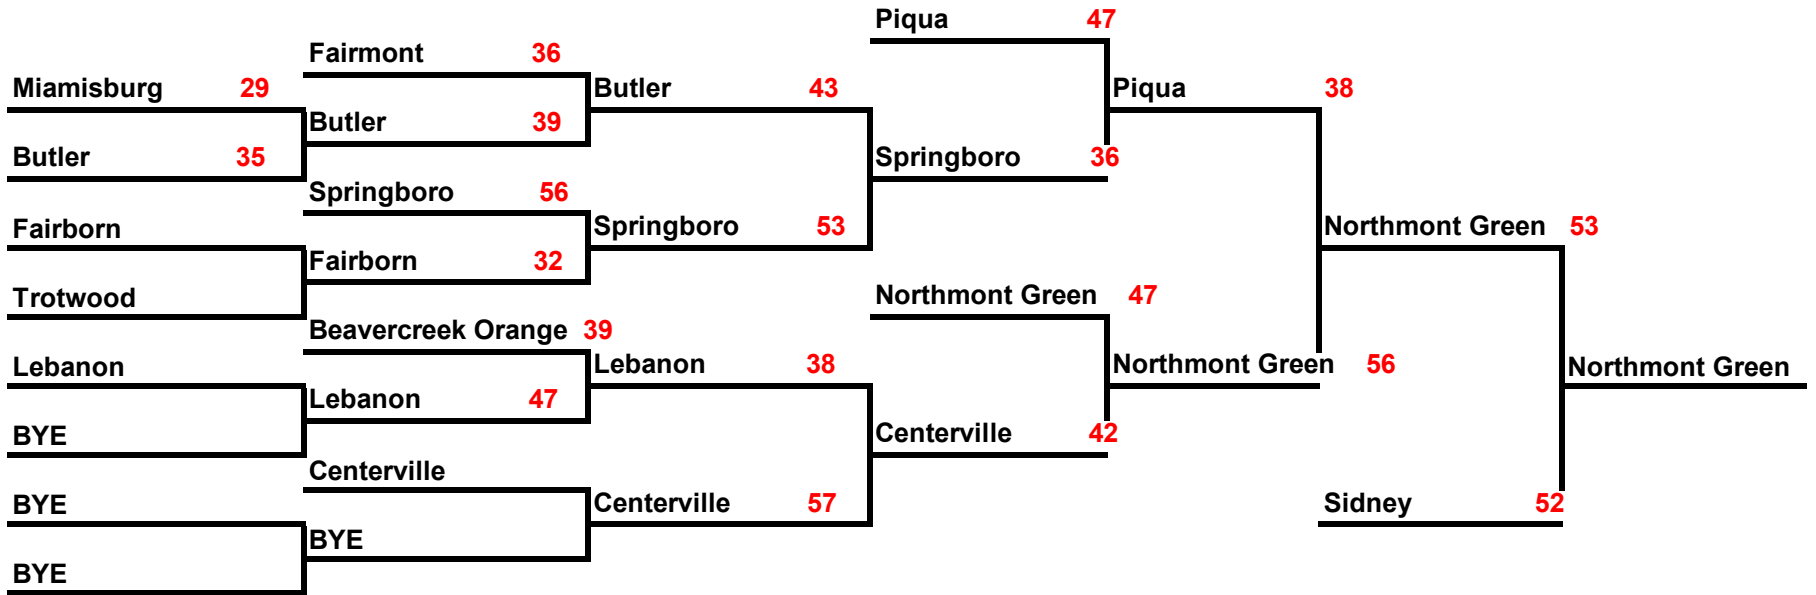 Miamisburg 29
Butler 35
Fairborn
Trotwood
Lebanon
BYE
BYE
BYE
Fairmont 36
Butler 39
Springboro 56
Fairborn 32
Beavercreek Orange 39
Lebanon 47
Centerville
BYE
Butler 43
Springboro 53
Lebanon 38
Centerville 57
Piqua 47
Springboro 36
Northmont Green 47
Centerville 42
Piqua 38
Northmont Green 56
Northmont Green 53
Sidney 52
Northmont Green